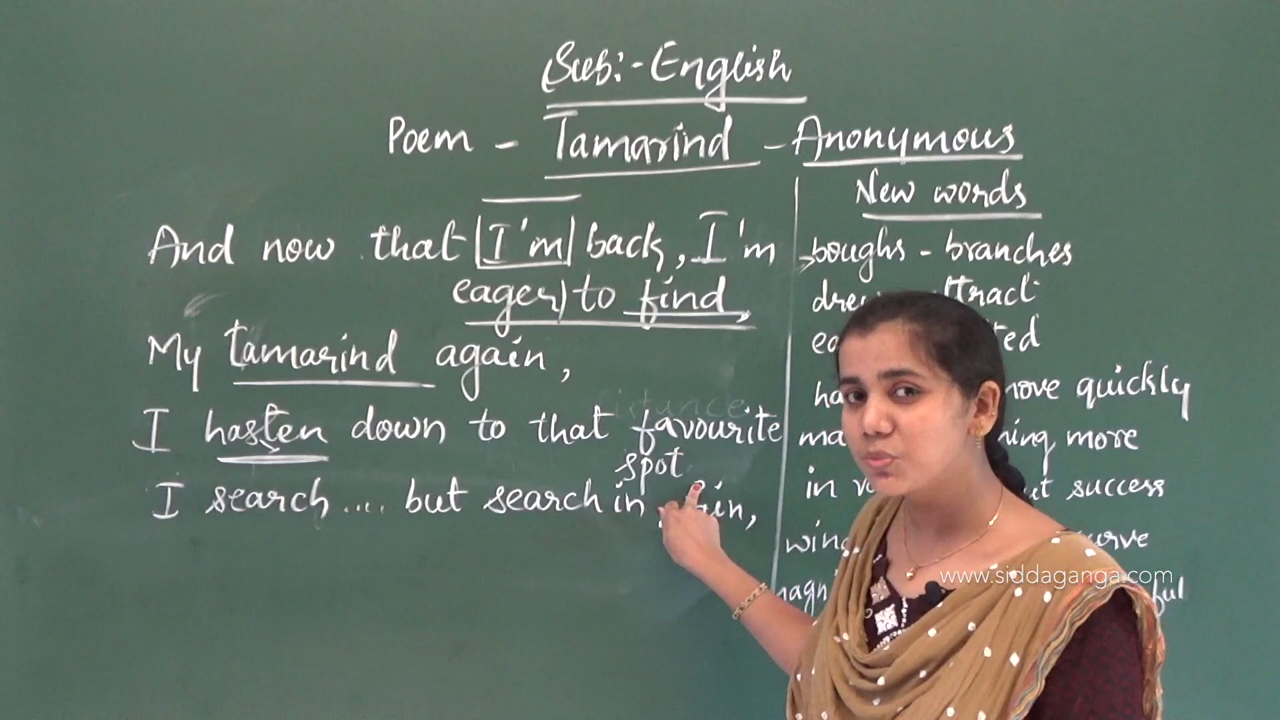 Sub:- English
Poem - Tamarind - Anonymous
And now that I'm back, I'm
eager to find,
My tamarind again,
I hasten down to that favourite
spot
I search.... but search in
New words
boughs - branches
move quickly
more
in success
www.siddaganga.com